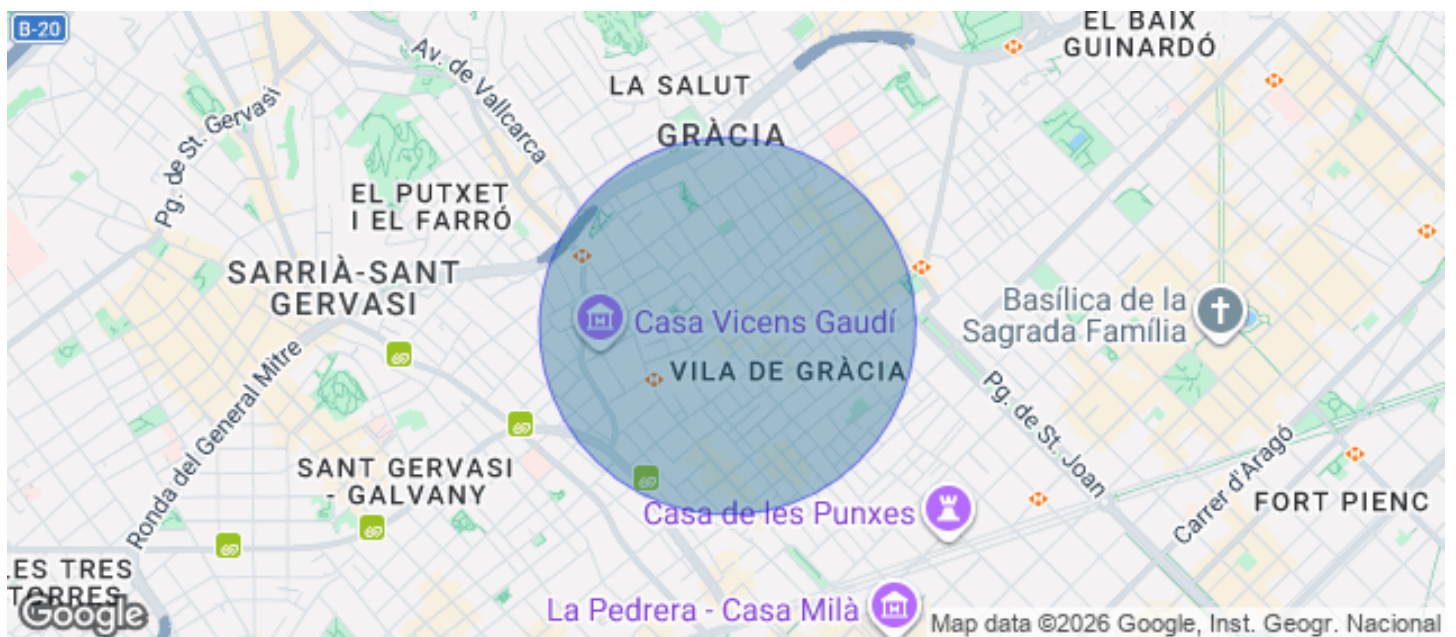 B-20
EL BAIX
GUINARDÓ
Av. de Vallcarca
LA SALUT
Pg. de St. Gervasi
GRÀCIA
EL PUTXET
I EL FARRÓ
SARRIÀ-SANT
GERVASI
Casa Vicens Gaudí
Basílica de la
Sagrada Família
VILA DE GRÀCIA
Ronda del General Mitre
Pg. de St. Joan
SANT GERVASI
- GALVANY
Casa de les Punxes
Carrer d'Aragó
FORT PIENC
LES TRES
TORRES
Google
La Pedrera - Casa Milà
Map data ©2026 Google, Inst. Geogr. Nacional